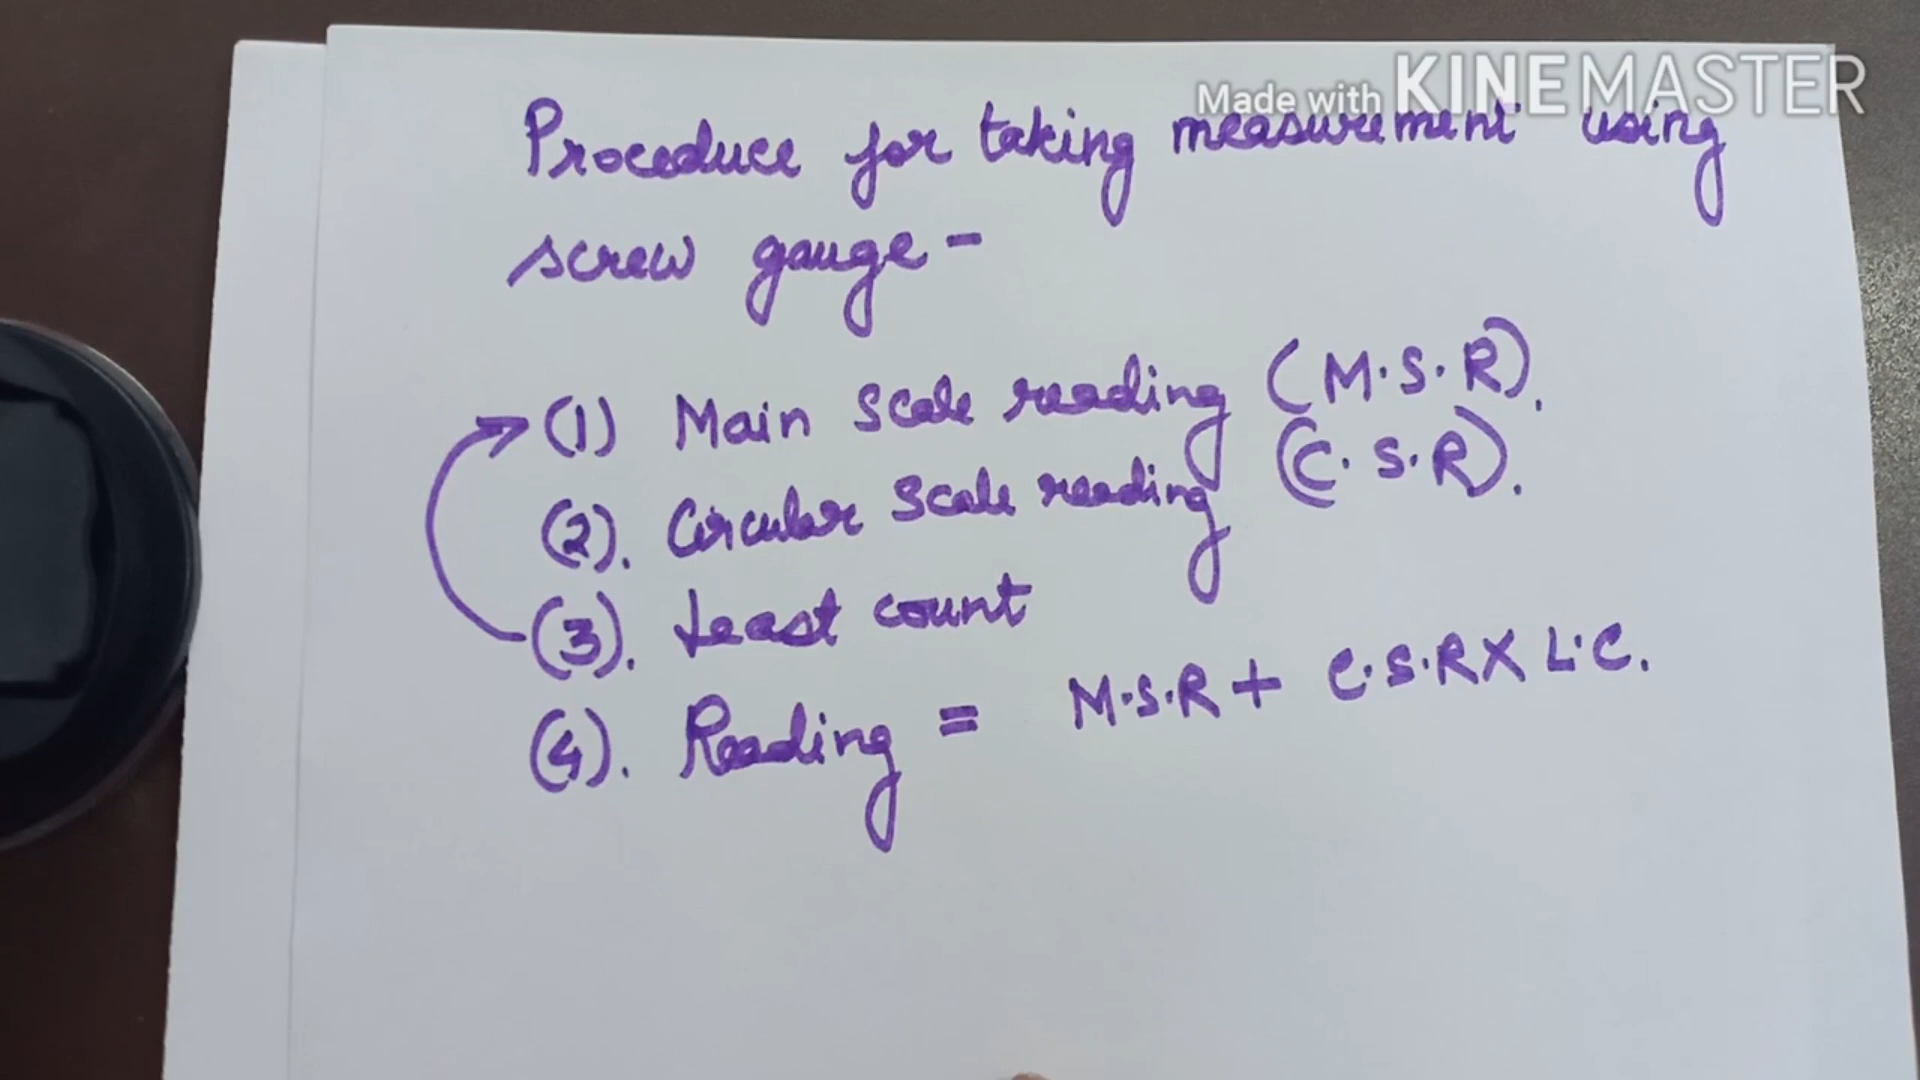 Made with KINEMASTER
Procedure for taking measurement using
screw gauge -
(1) Main scale reading (M.S.R).
(2). Circular scale reading (C.S.R).
(3). Least count
(4). Reading = M.S.R + C.S.R X L.C.